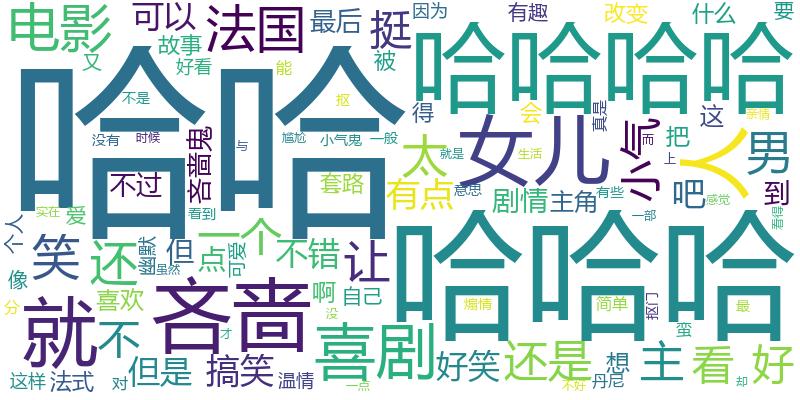 电影
可以
法国
最后
挺
因为
有趣
改变
什么
要
又
故事
好看
能
被
哈哈
哈哈哈哈
不是
抠
得
会
真是
这
亲情
没有
时候
吝啬鬼
尴尬
小气鬼
一般
太
女儿
小气
而
把
上
人
男
与
就是
生活
不过
套路
有点
意思
剧情
主角
有些
吧
感觉
到
个人
实在
爱
看到
一部
看得
笑
还
幽默
但
虽然
一个
点
可爱
不错
让
哈哈哈
像
分
喜欢
吝啬
啊
自己
没
煽情
简单
抠门
最
就
不
才
喜剧
蛮
这样
法式
对
但是
搞笑
温情
一点
好笑
还是
不好
想
丹尼
主
看
却
好